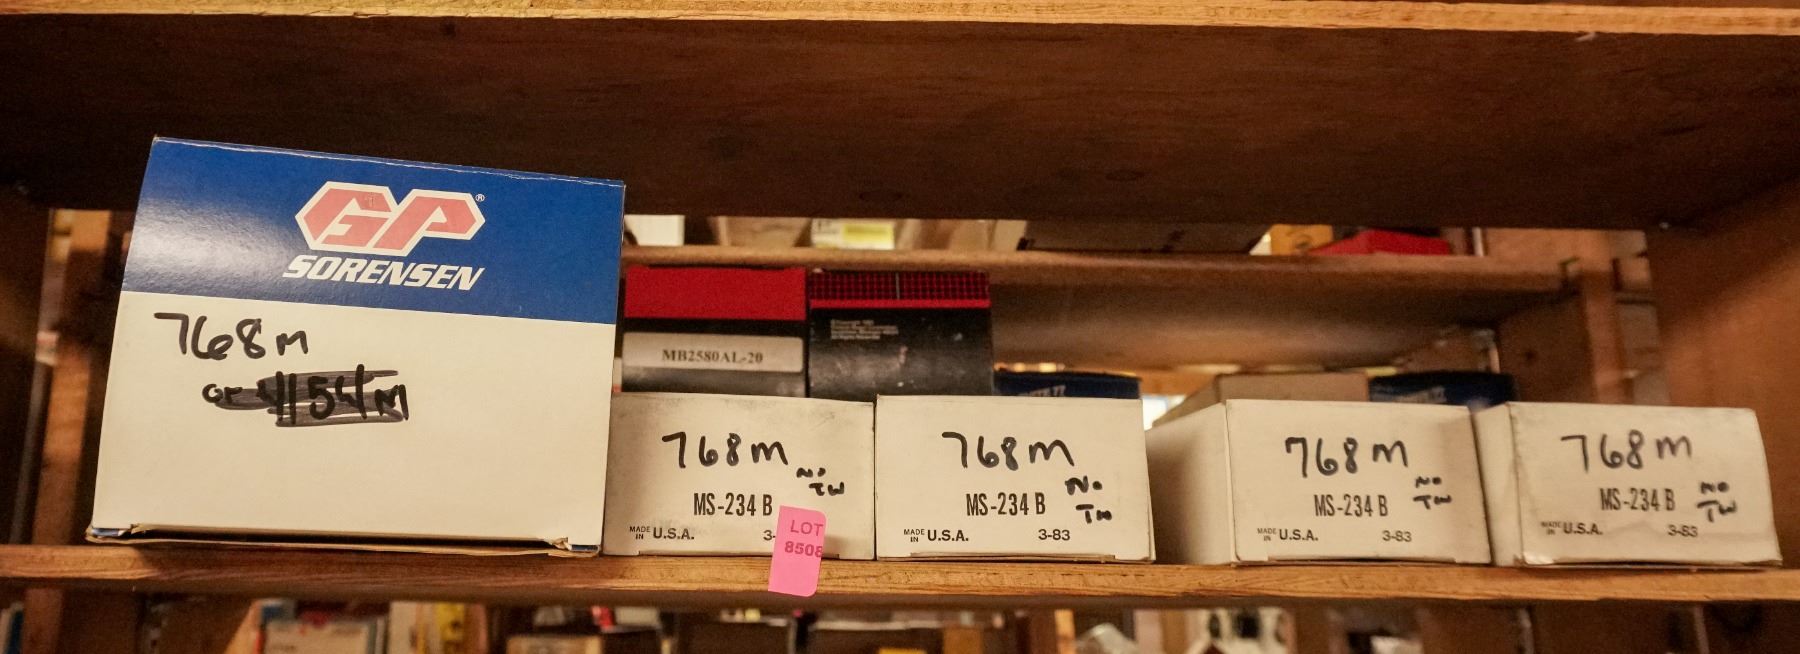 GP®
SORENSEN
768M
or 4154M
MB2580AL-20
768M
NO
TW
MS-234 B
MADE IN U.S.A.
3-
LOT
8508
768M
NO
TW
MS-234 B
MADE IN U.S.A.
3-83
768M
NO
TW
MS-234 B
MADE IN U.S.A.
3-83
768M
NO
TW
MS-234 B
MADE IN U.S.A.
3-83